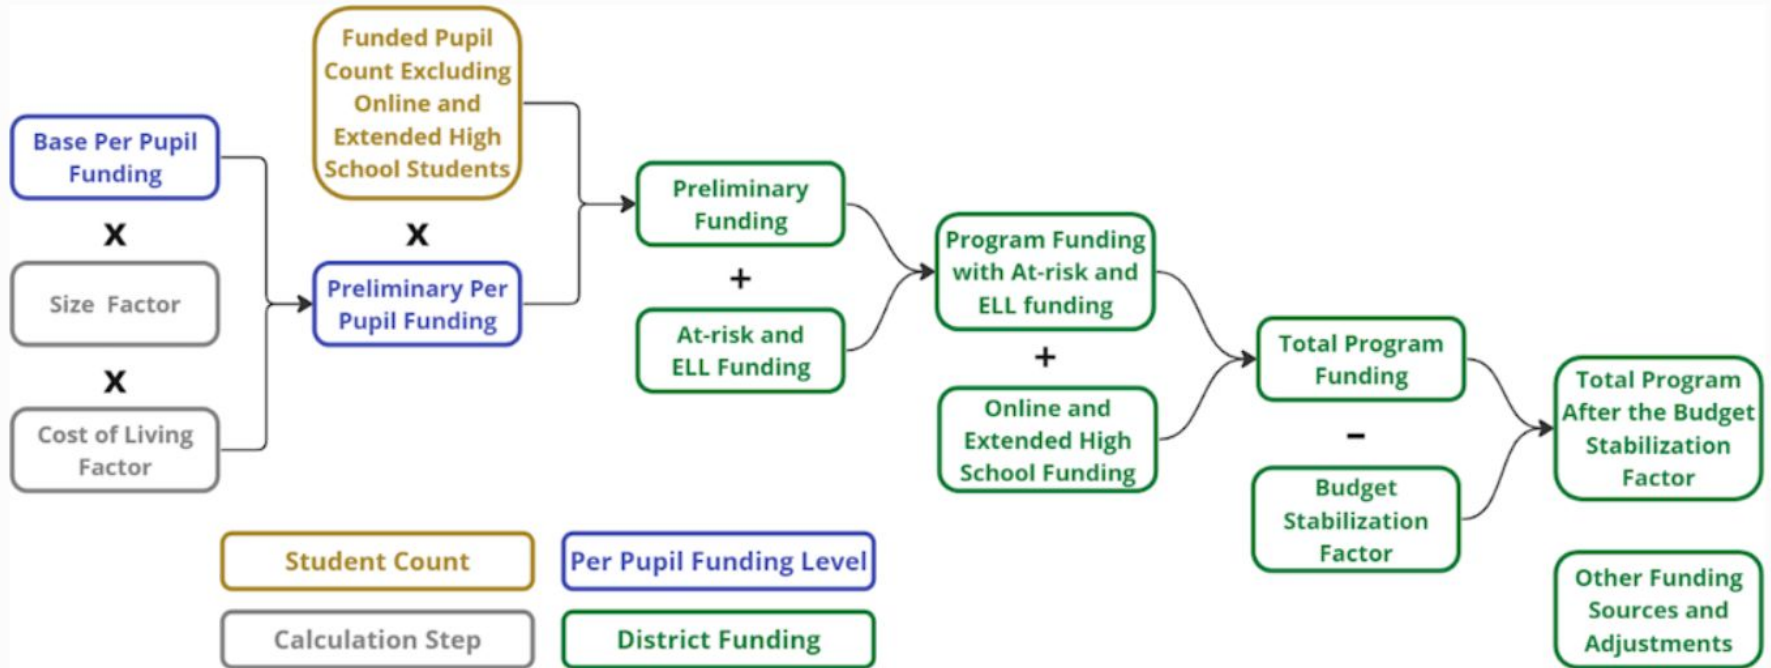 Base Per Pupil
Funding
X
Size Factor
X
Cost of Living
Factor
Funded Pupil
Count Excluding
Online and
Extended High
School Students
X
Preliminary Per
Pupil Funding
Preliminary
Funding
+
At-risk and
ELL Funding
Program Funding
with At-risk and
ELL funding
+
Online and
Extended High
School Funding
Total Program
Funding
-
Budget
Stabilization
Factor
Total Program
After the Budget
Stabilization
Factor
Other Funding
Sources and
Adjustments
Student Count
Per Pupil Funding Level
Calculation Step
District Funding